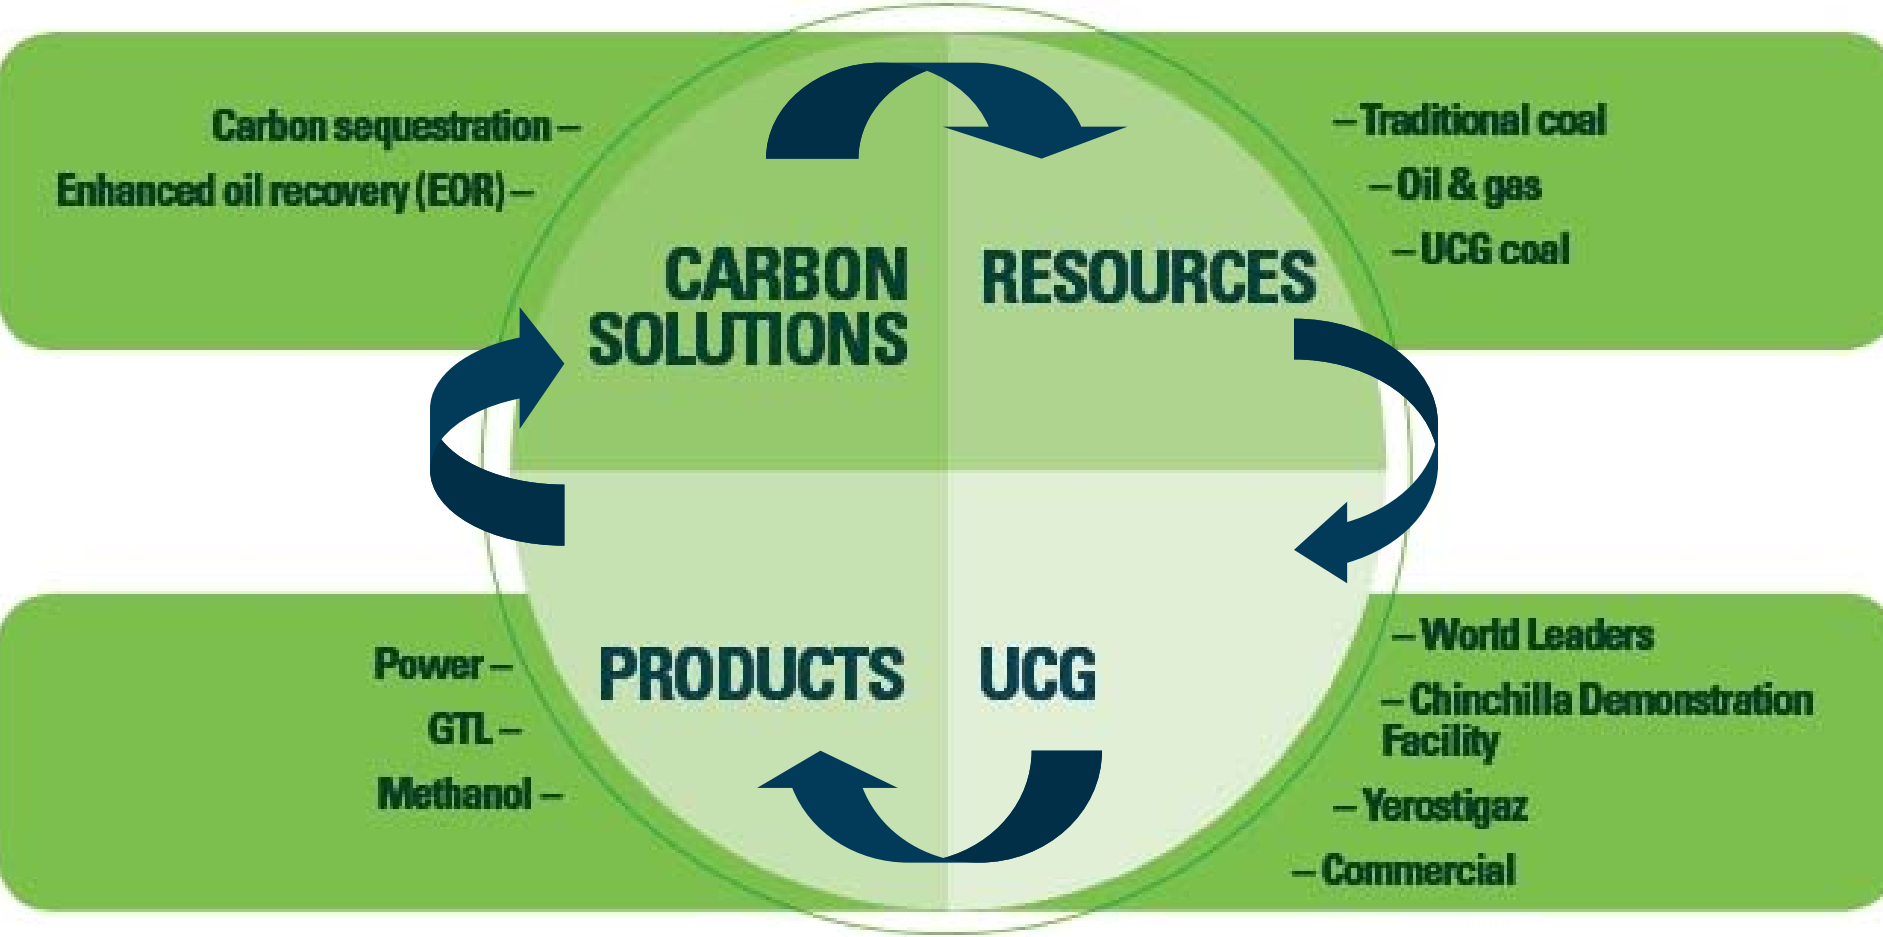 Carbon sequestration –
Enhanced oil recovery (EOR) –
CARBON
SOLUTIONS
RESOURCES
– Traditional coal
– Oil & gas
– UCG coal
Power –
GTL –
Methanol –
PRODUCTS
UCG
– World Leaders
– Chinchilla Demonstration
Facility
– Yerostigaz
– Commercial